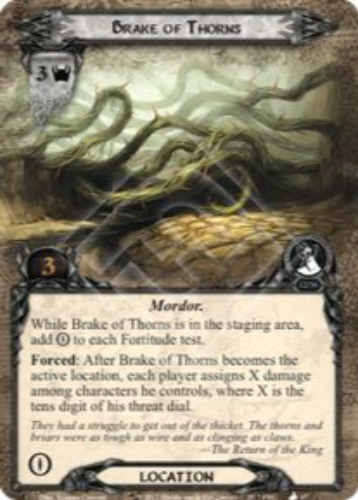 Brake of Thorns
3
3
Mordor.
While Brake of Thorns is in the staging area,
add 1 to each Fortitude test.
Forced: After Brake of Thorns becomes the
active location, each player assigns X damage
among characters he controls, where X is the
tens digit of his threat dial.
They had a struggle to get out of the thicket. The thorns and
briars were as tough as wire and as clinging as claws.
—The Return of the King
1
LOCATION